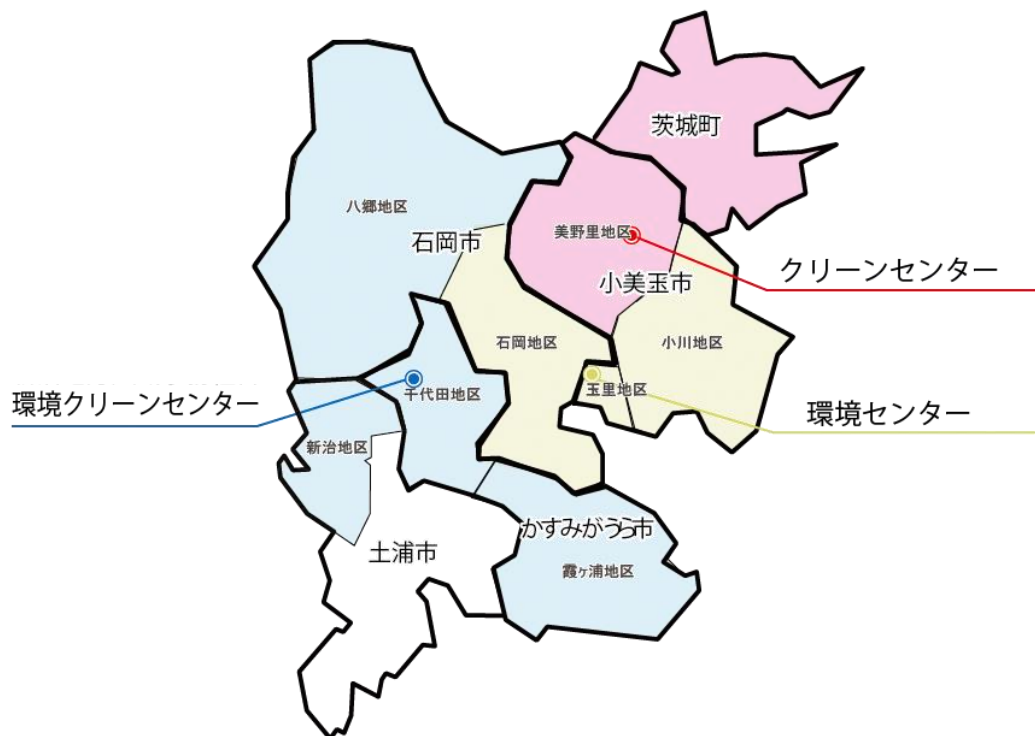 茨城町
八郷地区
美野里地区
石岡市
クリーンセンター
小美玉市
石岡地区
小川地区
千代田地区
玉里地区
環境クリーンセンター
環境センター
新治地区
かすみがうら市
土浦市
霞ヶ浦地区